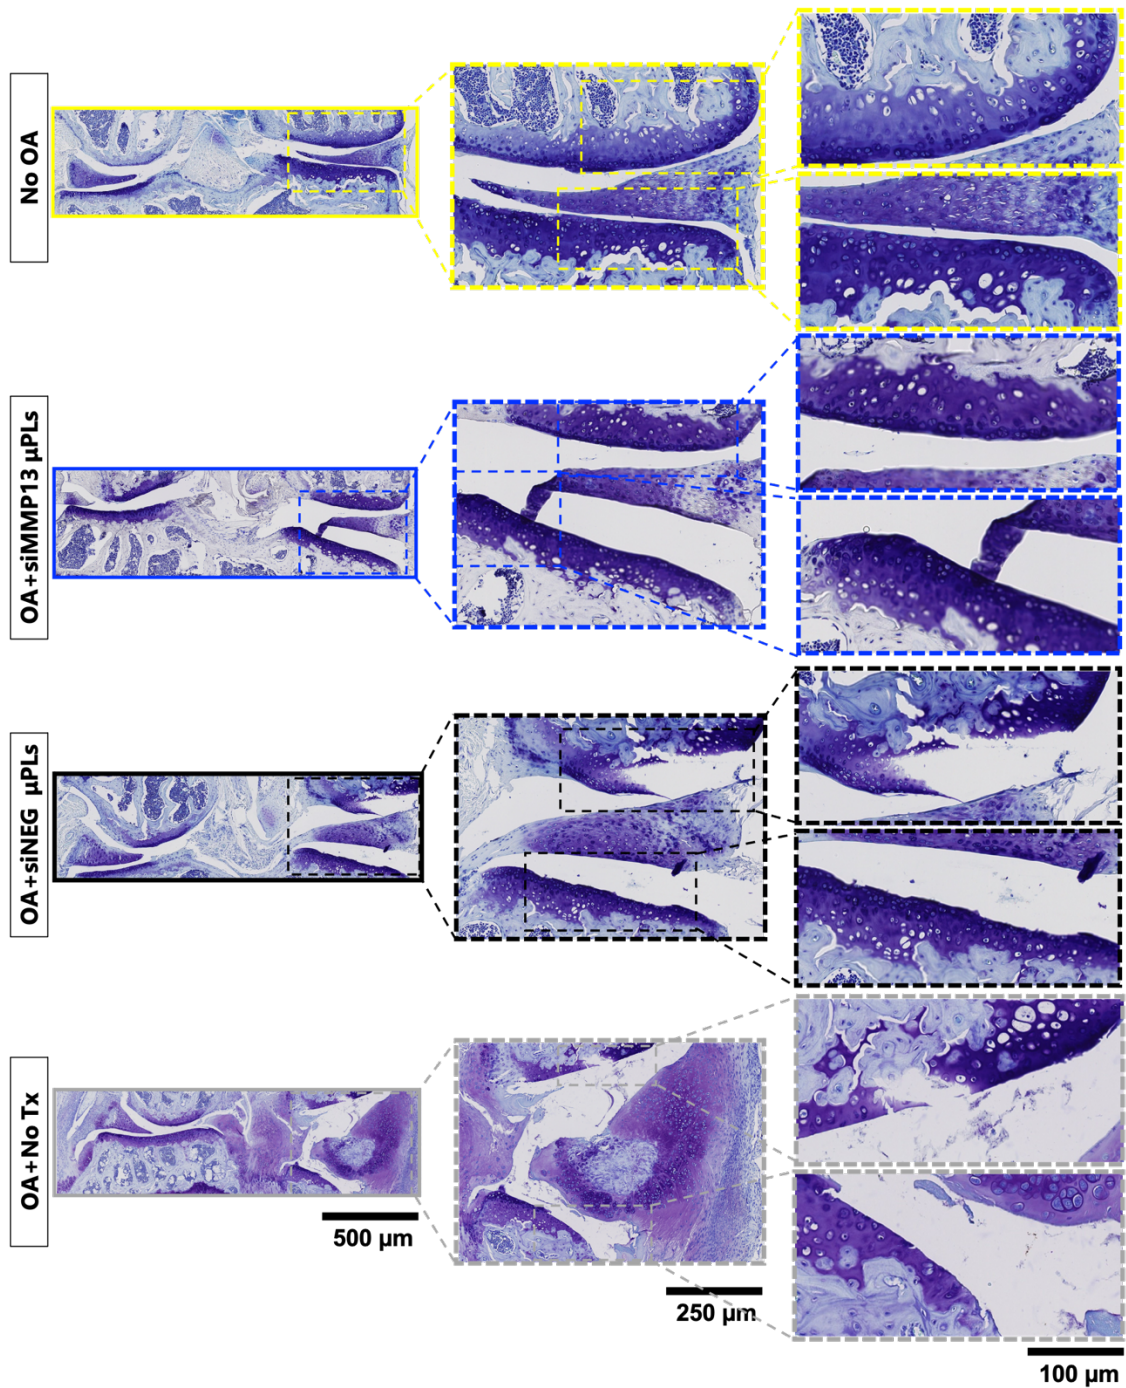 No OA
OA+siMMP13 µPLs
OA+siNEG µPLs
OA+No Tx
500 µm
250 µm
100 µm